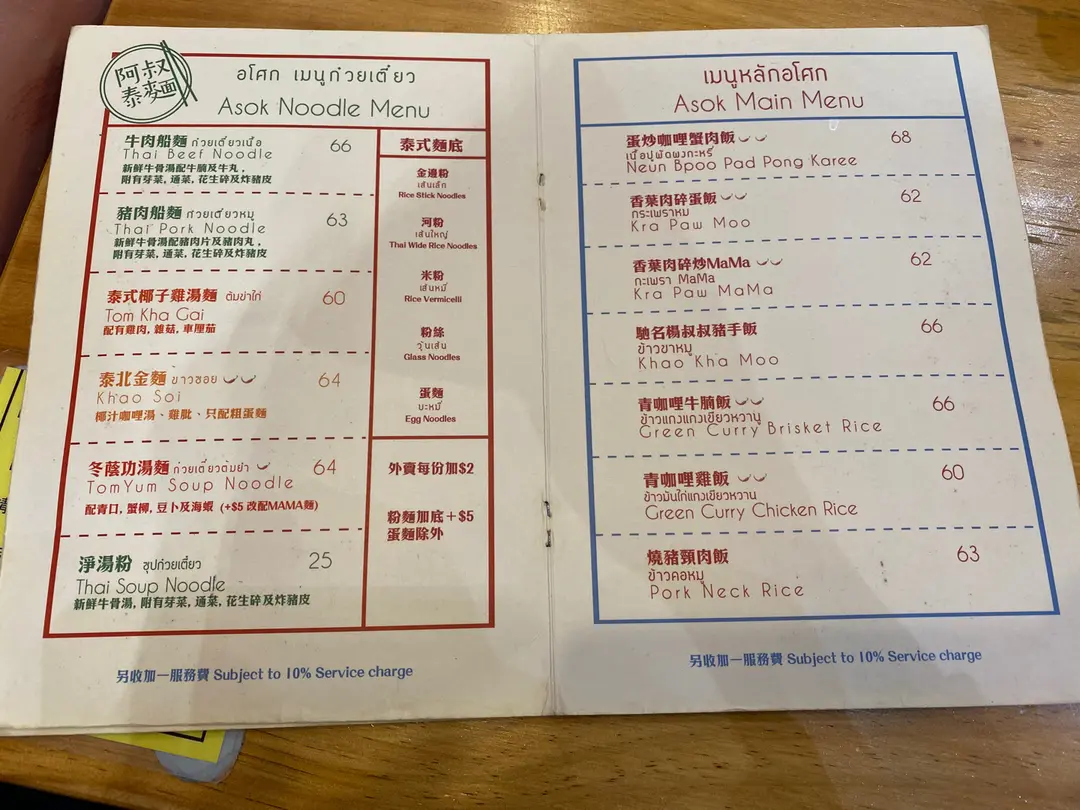 阿叔
泰麵
อโศก เมนูก๋วยเตี๋ยว
Asok Noodle Menu
牛肉船麵 ก๋วยเตี๋ยวเนื้อ 66
Thai Beef Noodle
新鮮牛骨湯配牛腩及牛丸,
附有芽菜, 通菜, 花生碎及炸豬皮
豬肉船麵 ก๋วยเตี๋ยวหมู 63
Thai Pork Noodle
新鮮牛骨湯配豬肉片及豬肉丸,
附有芽菜, 通菜, 花生碎及炸豬皮
泰式椰子雞湯麵 ต้มข่าไก่ 60
Tom Kha Gai
配有雞肉, 雜菇, 車厘茄
泰北金麵 ข้าวซอย 64
Khao Soi
椰汁咖哩湯、雞肶、只配粗蛋麵
冬蔭功湯麵 ก๋วยเตี๋ยวต้มยำ 64
TomYum Soup Noodle
配青口, 蟹柳, 豆卜及海蝦 (+$5 改配MAMA麵)
淨湯粉 ซุปก๋วยเตี๋ยว 25
Thai Soup Noodle
新鮮牛骨湯, 附有芽菜, 通菜, 花生碎及炸豬皮
泰式麵底
金邊粉
เส้นเล็ก
Rice Stick Noodles
河粉
เส้นใหญ่
Thai Wide Rice Noodles
米粉
เส้นหมี่
Rice Vermicelli
粉絲
วุ้นเส้น
Glass Noodles
蛋麵
บะหมี่
Egg Noodles
外賣每份加$2
粉麵加底+$5
蛋麵除外
另收加一服務費 Subject to 10% Service charge
เมนูหลักอโศก
Asok Main Menu
蛋炒咖哩蟹肉飯 68
เนื้อปูผัดผงกะหรี่
Neun Bpoo Pad Pong Karee
香葉肉碎蛋飯 62
กระเพราหม
Kra Paw Moo
香葉肉碎炒MaMa 62
กะเพรา MaMa
Kra Paw MaMa
馳名楊叔叔豬手飯 66
ข้าวขาหมู
Khao Kha Moo
青咖哩牛腩飯 66
ข้าวแกงแกงเขียวหวานู
Green Curry Brisket Rice
青咖哩雞飯 60
ข้าวมันไก่แกงเขียวหวาน
Green Curry Chicken Rice
燒豬頸肉飯 63
ข้าวคอหมู
Pork Neck Rice
另收加一服務費 Subject to 10% Service charge